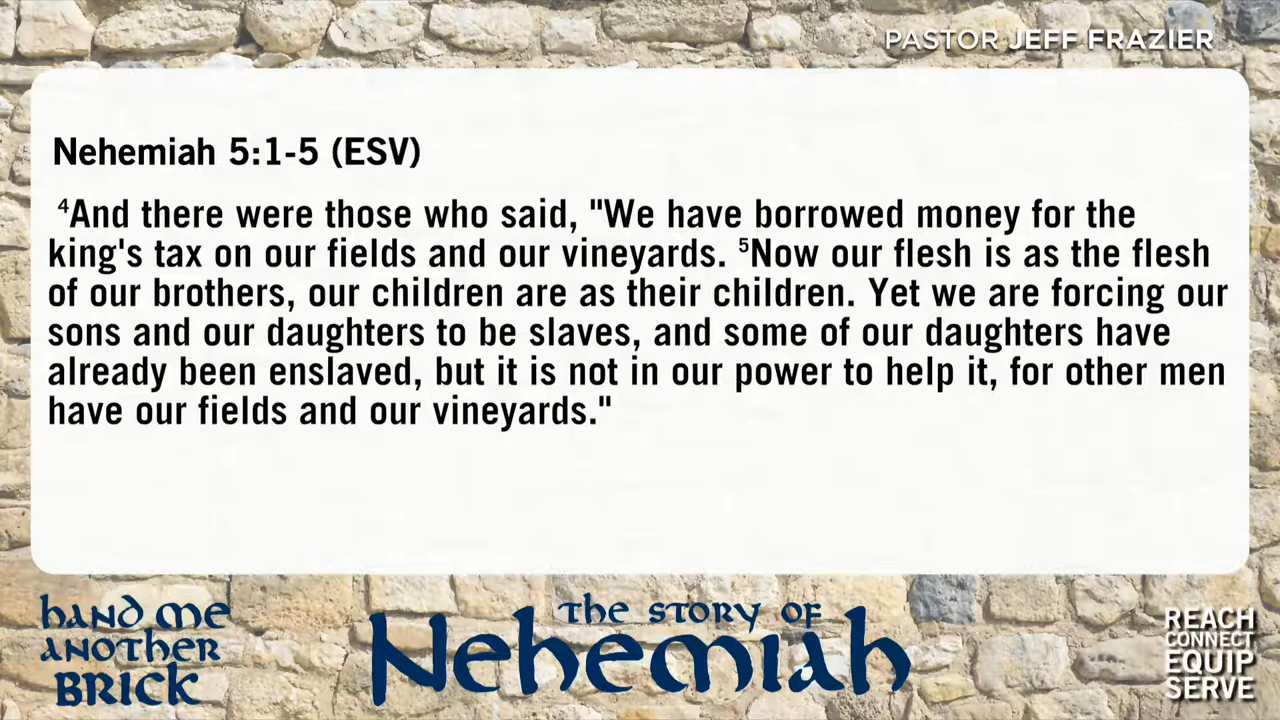 PASTOR JEFF FRAZIER
Nehemiah 5:1-5 (ESV)
⁴And there were those who said, "We have borrowed money for the
king's tax on our fields and our vineyards. ⁵Now our flesh is as the flesh
of our brothers, our children are as their children. Yet we are forcing our
sons and our daughters to be slaves, and some of our daughters have
already been enslaved, but it is not in our power to help it, for other men
have our fields and our vineyards."
hand me
another
BRICK
THE STORY OF
Nehemiah
REACH
CONNECT
EQUIP
SERVE